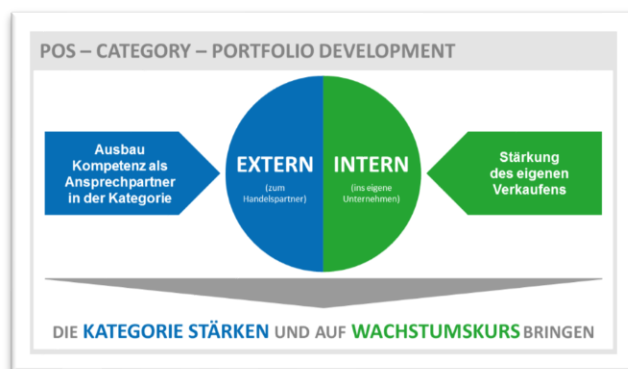 POS – CATEGORY – PORTFOLIO DEVELOPMENT
Ausbau
Kompetenz als
Ansprechpartner
in der Kategorie
EXTERN
(zum
Handelspartner)
INTERN
(ins eigene
Unternehmen)
Stärkung
des eigenen
Verkaufens
DIE KATEGORIE STÄRKEN UND AUF WACHSTUMSKURS BRINGEN